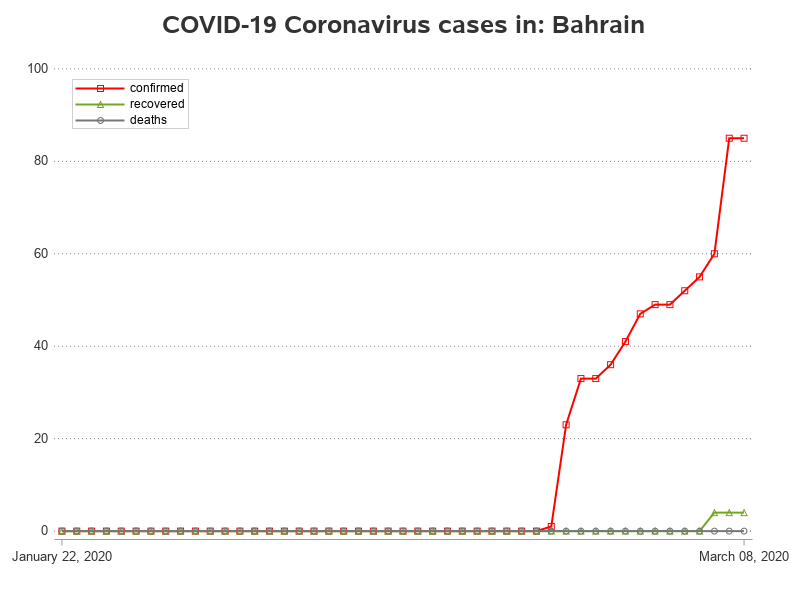 COVID-19 Coronavirus cases in: Bahrain
100
confirmed
recovered
deaths
80
60
40
20
0
January 22, 2020
March 08, 2020